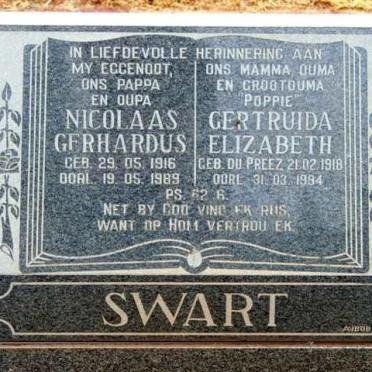 IN LIEFDEVOLLE HERINNERING AAN
MY EGGENOOT,
ONS PAPPA
EN OUPA
NICOLAAS
GERHARDUS
GEB. 29. 05. 1916
OORL. 19. 05. 1989
ONS MAMMA, OUMA
EN GROOTOUMA
"POPPIE"
GERTRUIDA
ELIZABETH
GEB. DU PREEZ 21.02.1918
OORL. 31. 03. 1994
PS. 62: 6.
NET BY GOD VIND EK RUS,
WANT OP HOM VERTROU EK.
SWART